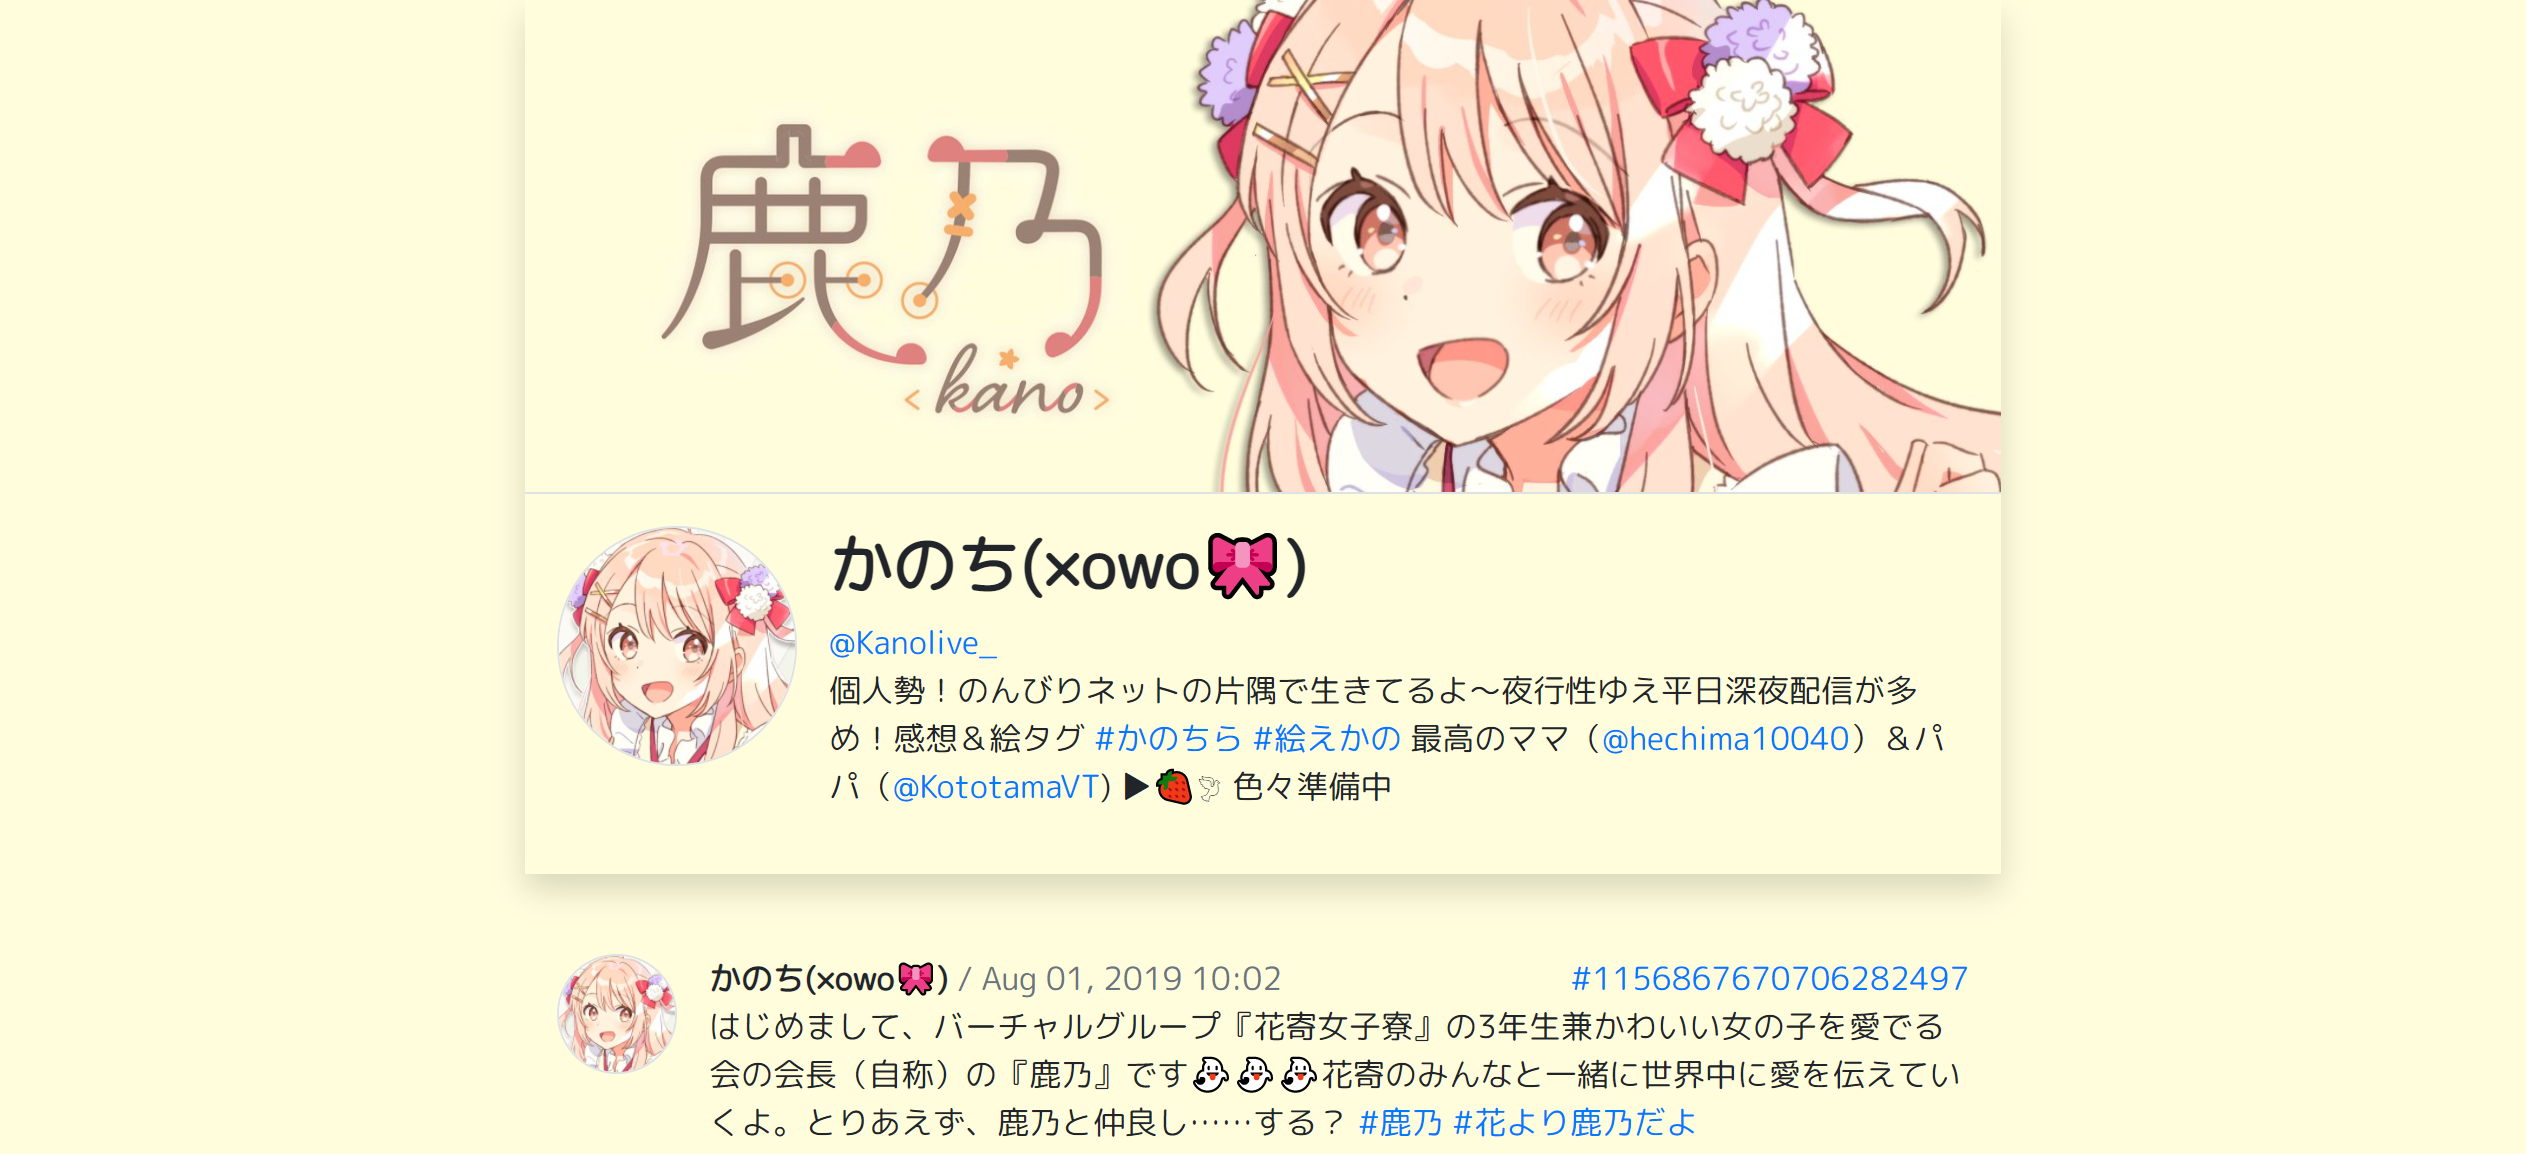 鹿乃
<kano>
かのち(×owo🎀)
@Kanolive_
個人勢！のんびりネットの片隅で生きてるよ〜夜行性ゆえ平日深夜配信が多
め！感想＆絵タグ #かのちら #絵えかの 最高のママ（@hechima10040）＆パ
パ（@KototamaVT) ▶🍓🕊 色々準備中
かのち(×owo🎀) / Aug 01, 2019 10:02 #1156867670706282497
はじめまして、バーチャルグループ『花寄女子寮』の3年生兼かわいい女の子を愛でる
会の会長（自称）の『鹿乃』です👻👻👻花寄のみんなと一緒に世界中に愛を伝えてい
くよ。とりあえず、鹿乃と仲良し……する？ #鹿乃 #花より鹿乃だよ